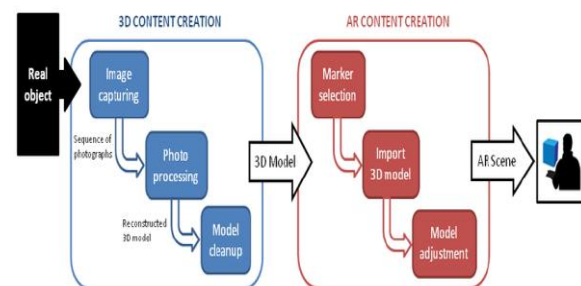 3D CONTENT CREATION
AR CONTENT CREATION
Real
object
Image
capturing
Sequence of
photographs
Photo
processing
Reconstructed
3D model
Model
cleanup
3D Model
Marker
selection
Import
3D model
Model
adjustment
AR Scene